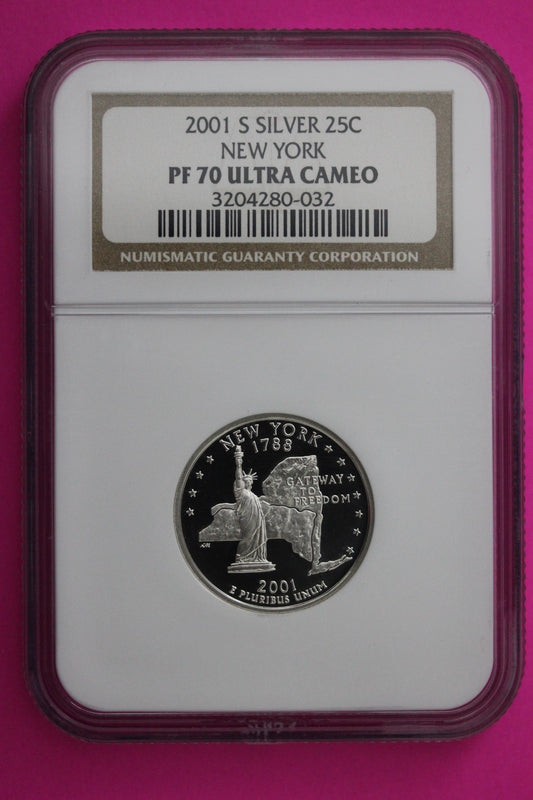 2001 S SILVER 25C
NEW YORK
PF 70 ULTRA CAMEO
3204280-032
NUMISMATIC GUARANTY CORPORATION
NEW YORK
1788
GATEWAY
TO
FREEDOM
2001
E PLURIBUS UNUM